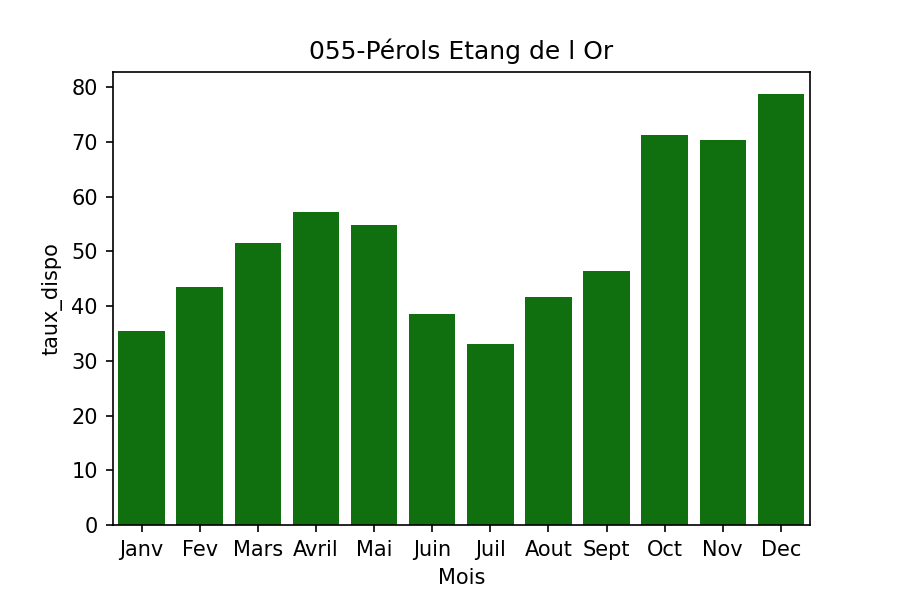 055-Pérols Etang de l Or
80
70
60
50
40
30
20
10
0
taux_dispo
Janv Fev Mars Avril Mai Juin Juil Aout Sept Oct Nov Dec
Mois